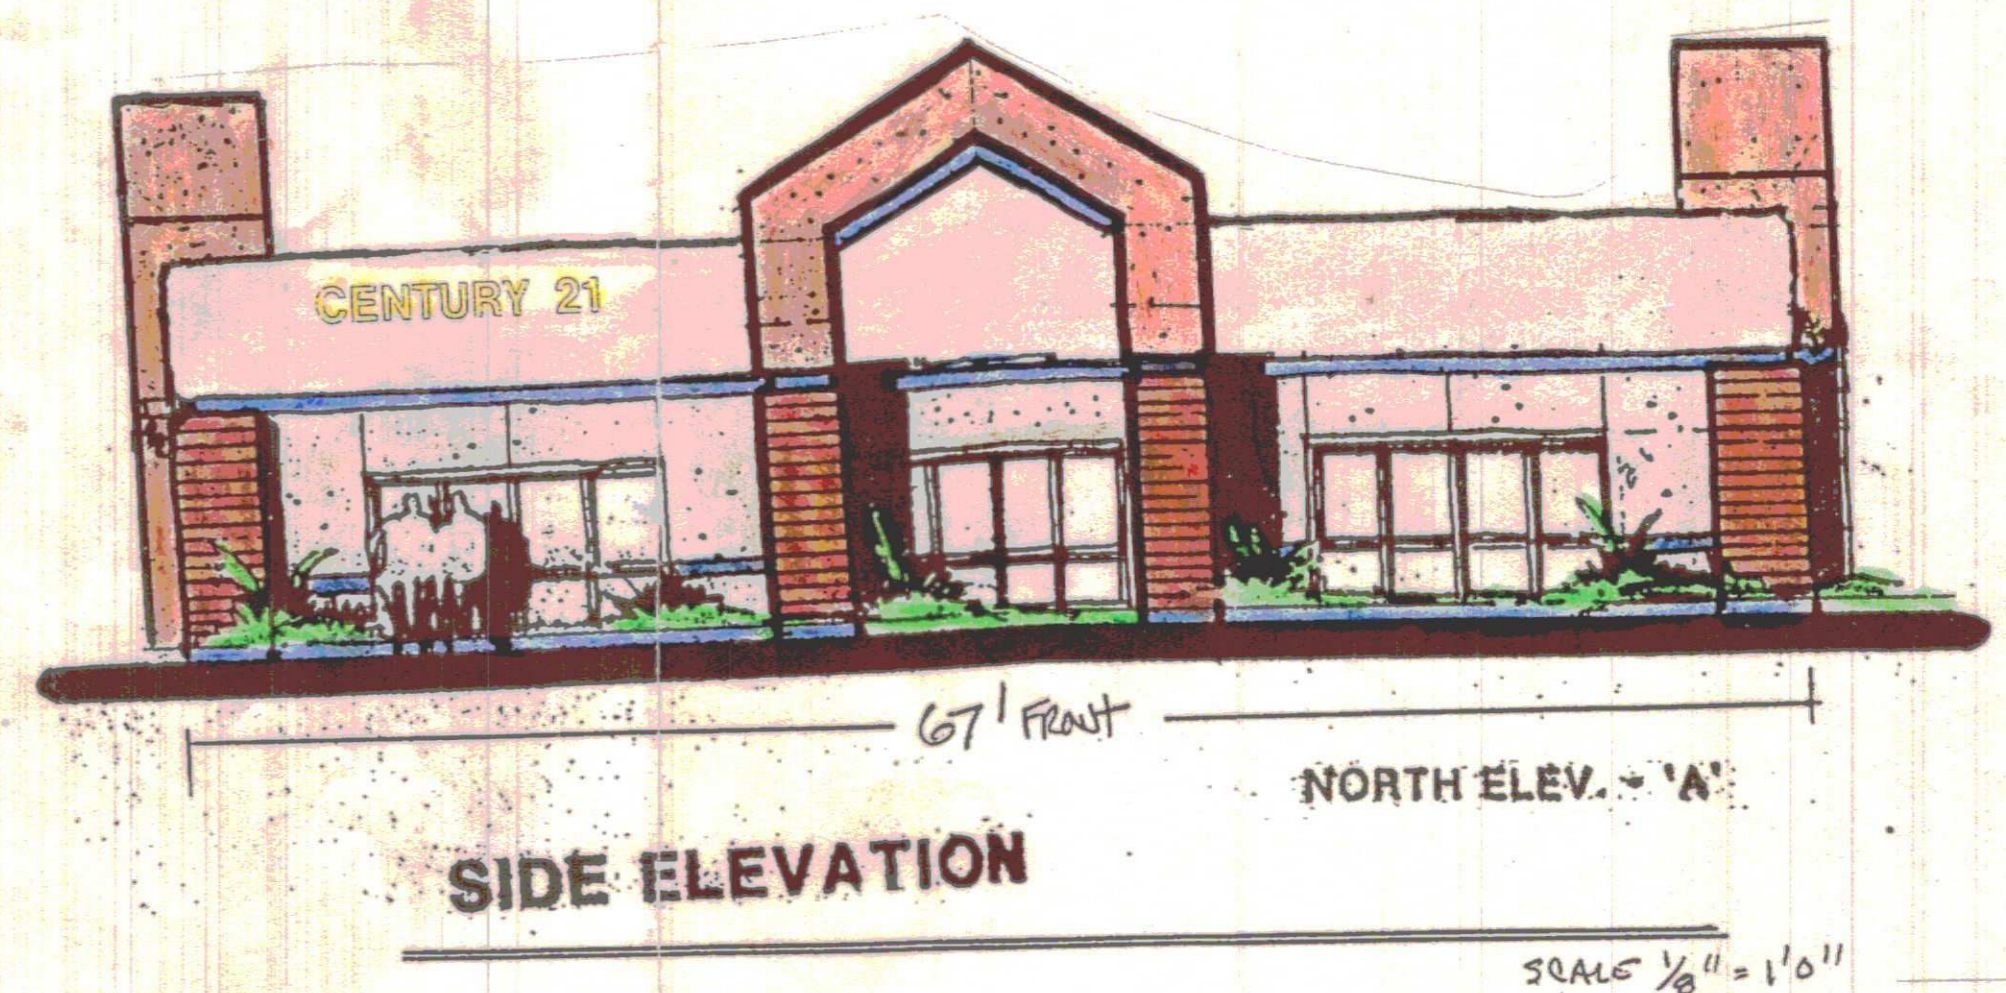 CENTURY 21
67' FRONT
NORTH ELEV. - 'A'
SIDE ELEVATION
SCALE 1/8" = 1'0"